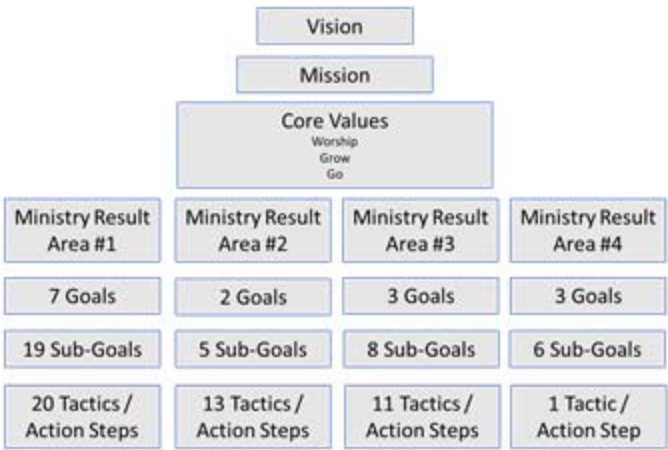 Vision
Mission
Core Values
Worship
Grow
Go
Ministry Result
Area #1
Ministry Result
Area #2
Ministry Result
Area #3
Ministry Result
Area #4
7 Goals
2 Goals
3 Goals
3 Goals
19 Sub-Goals
5 Sub-Goals
8 Sub-Goals
6 Sub-Goals
20 Tactics /
Action Steps
13 Tactics /
Action Steps
11 Tactics /
Action Steps
1 Tactic /
Action Step